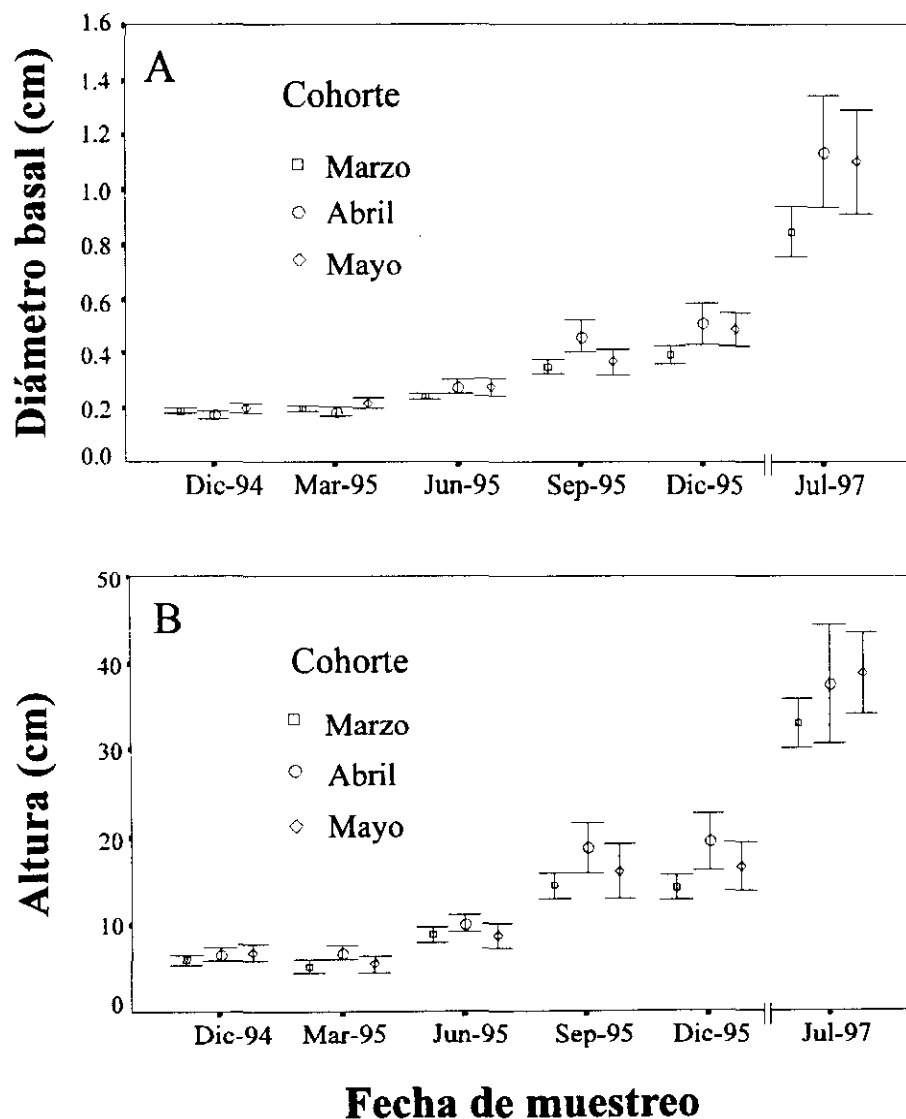 Diámetro basal (cm)
1.6
1.4
1.2
1.0
0.8
0.6
0.4
0.2
0.0
A
Cohorte
Marzo
Abril
Mayo
Dic-94 Mar-95 Jun-95 Sep-95 Dic-95 Jul-97
Altura (cm)
50
40
30
20
10
0
B
Cohorte
Marzo
Abril
Mayo
Dic-94 Mar-95 Jun-95 Sep-95 Dic-95 Jul-97
Fecha de muestreo